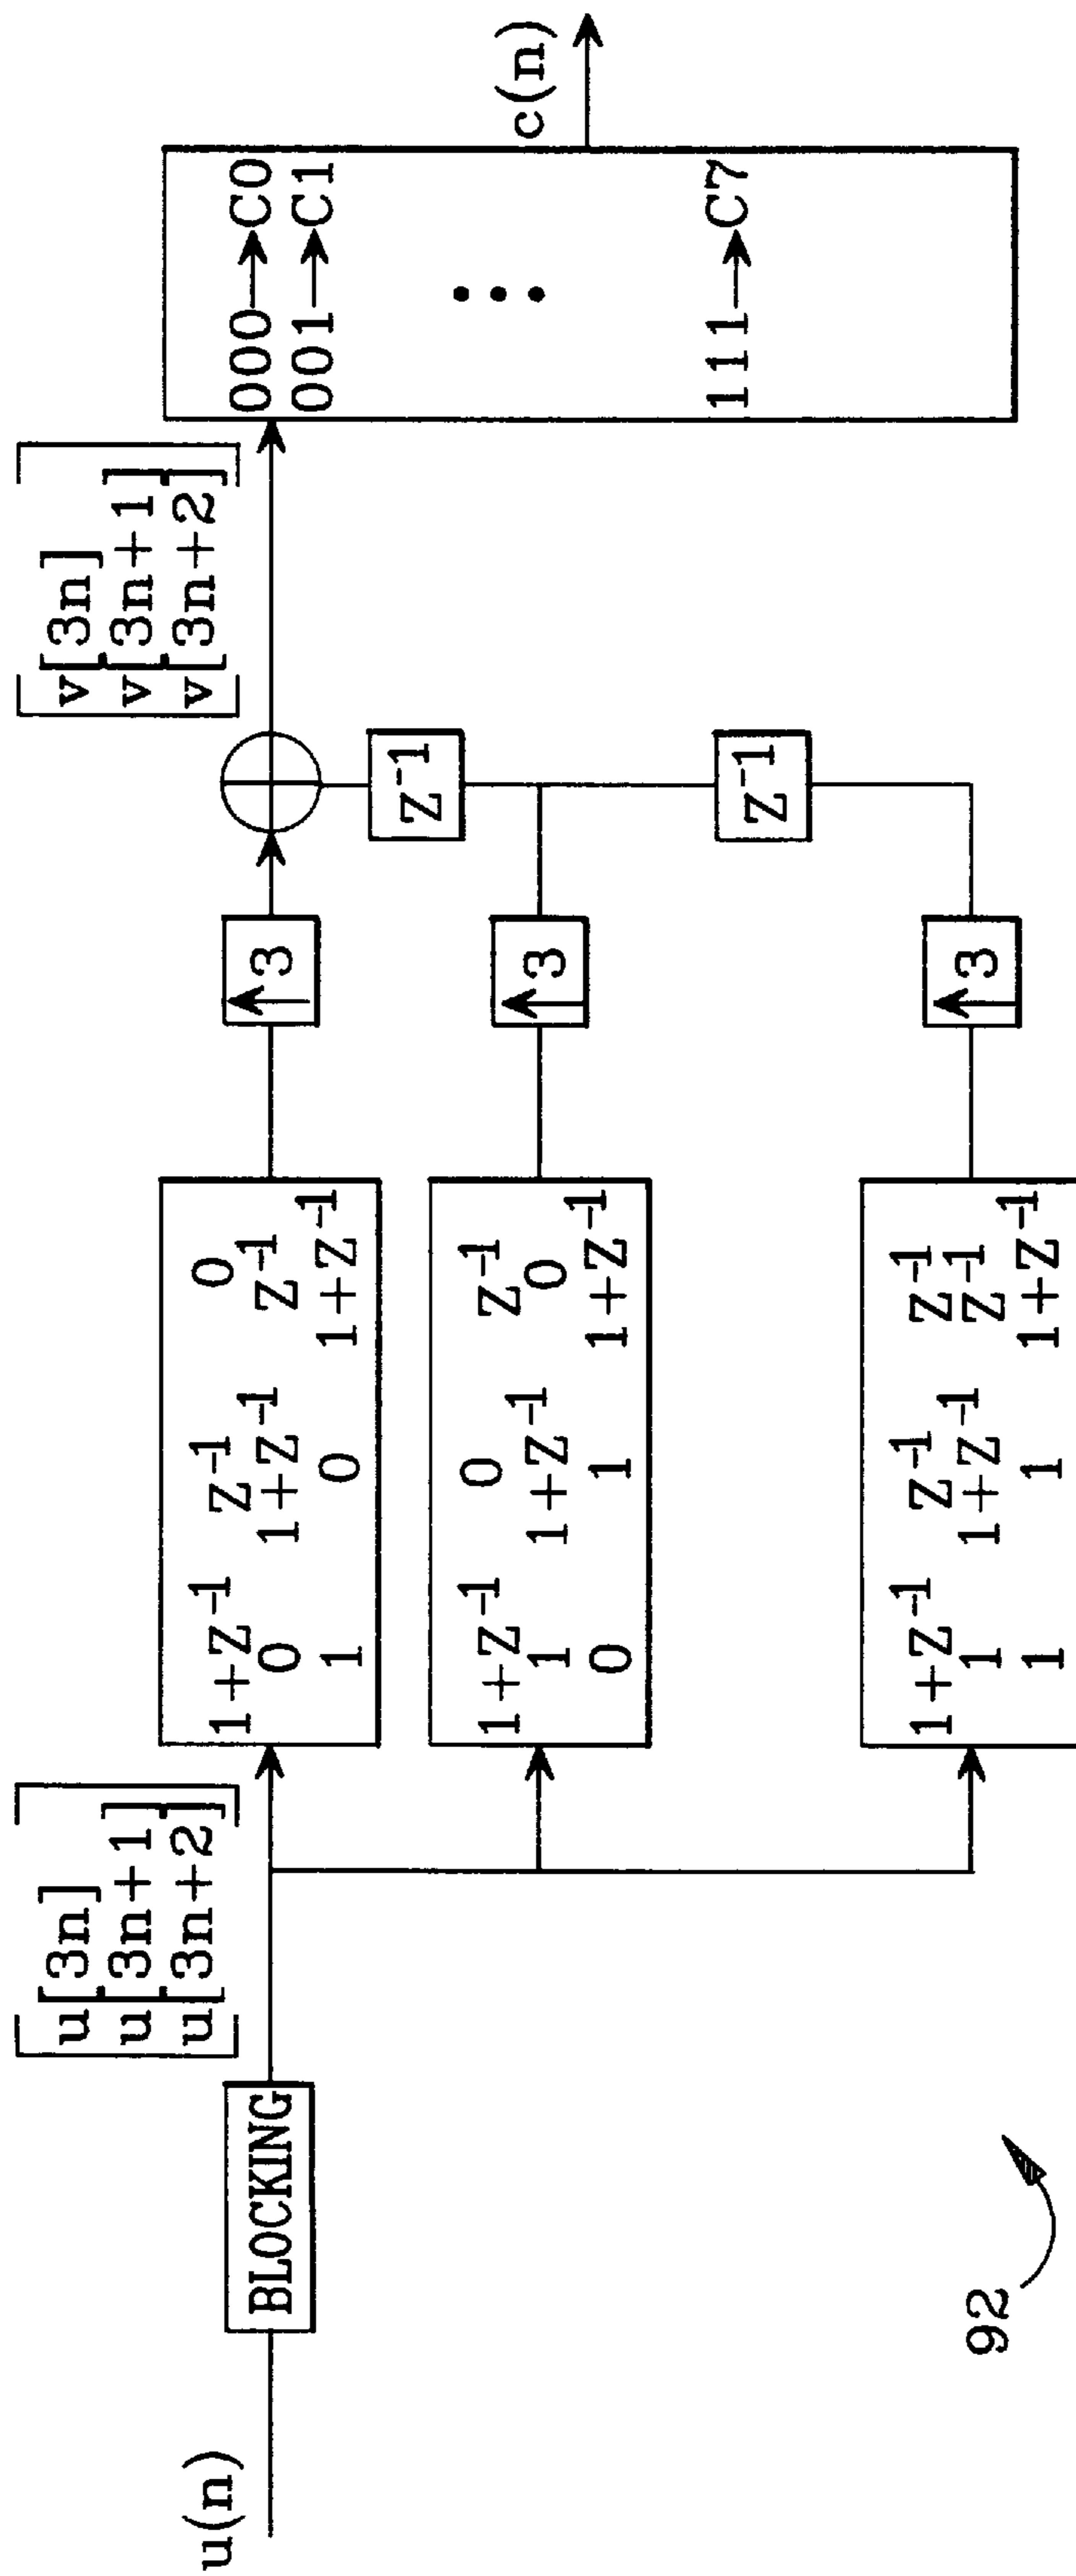 u(n)
BLOCKING
u[3n]
u[3n+1]
u[3n+2]
1+Z⁻¹ Z⁻¹ 0
0 1+Z⁻¹ Z⁻¹
1 0 1+Z⁻¹
1+Z⁻¹ 0 Z⁻¹
1 1+Z⁻¹ 0
0 1 1+Z⁻¹
1+Z⁻¹ Z⁻¹ Z⁻¹
1 1+Z⁻¹ Z⁻¹
1 1 1+Z⁻¹
↑3
↑3
↑3
Z⁻¹
Z⁻¹
v[3n]
v[3n+1]
v[3n+2]
000→C0
001→C1
111→C7
c(n)
92